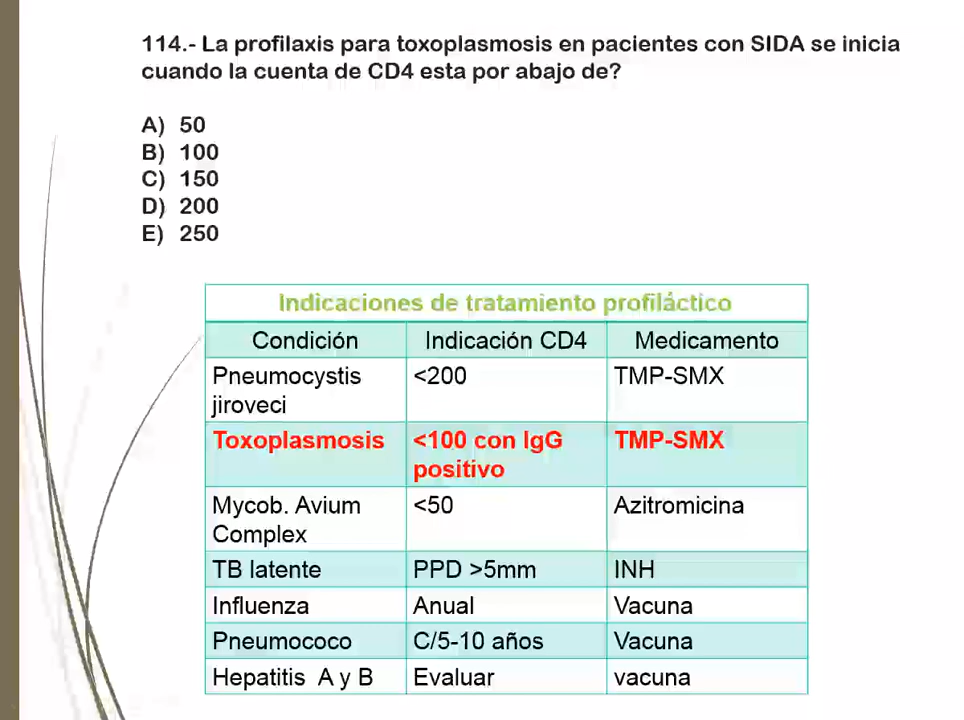 114.- La profilaxis para toxoplasmosis en pacientes con SIDA se inicia
cuando la cuenta de CD4 esta por abajo de?
A) 50
B) 100
C) 150
D) 200
E) 250
Indicaciones de tratamiento profiláctico
Condición Indicación CD4 Medicamento
Pneumocystis jiroveci <200 TMP-SMX
Toxoplasmosis <100 con IgG positivo TMP-SMX
Mycob. Avium Complex <50 Azitromicina
TB latente PPD >5mm INH
Influenza Anual Vacuna
Pneumococo C/5-10 años Vacuna
Hepatitis A y B Evaluar vacuna